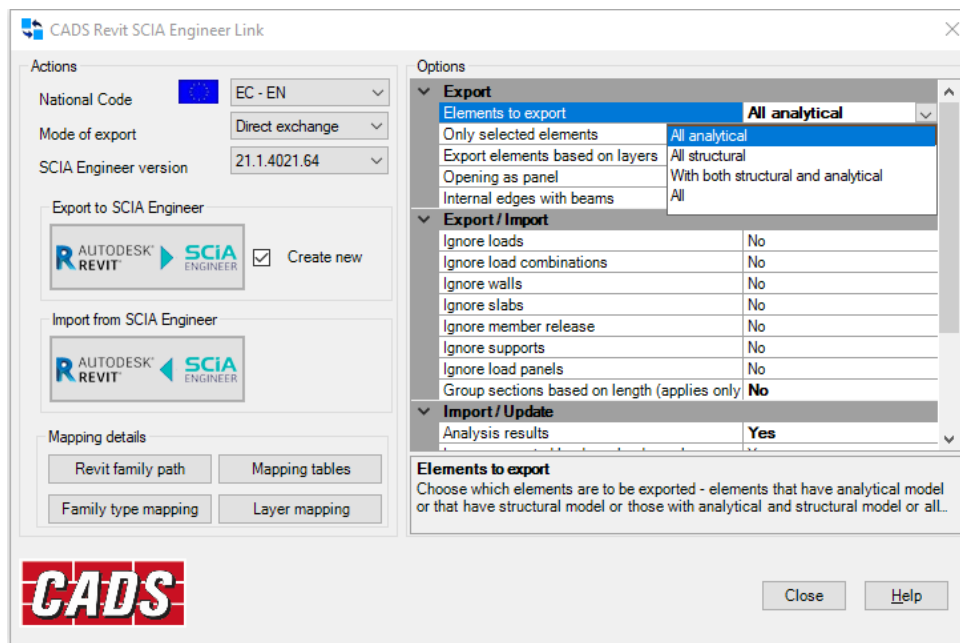 CADS Revit SCIA Engineer Link
Actions
National Code
EC - EN
Mode of export
Direct exchange
SCIA Engineer version
21.1.4021.64
Export to SCIA Engineer
R AUTODESK® REVIT® SCiA ENGINEER
Create new
Import from SCIA Engineer
R AUTODESK® REVIT® SCiA ENGINEER
Mapping details
Revit family path
Mapping tables
Family type mapping
Layer mapping
CADS
Options
Export
Elements to export All analytical
Only selected elements
Export elements based on layers
Opening as panel
Internal edges with beams
All analytical
All structural
With both structural and analytical
All
Export / Import
Ignore loads No
Ignore load combinations No
Ignore walls No
Ignore slabs No
Ignore member release No
Ignore supports No
Ignore load panels No
Group sections based on length (applies only No
Import / Update
Analysis results Yes
Elements to export
Choose which elements are to be exported - elements that have analytical model
or that have structural model or those with analytical and structural model or all...
Close
Help